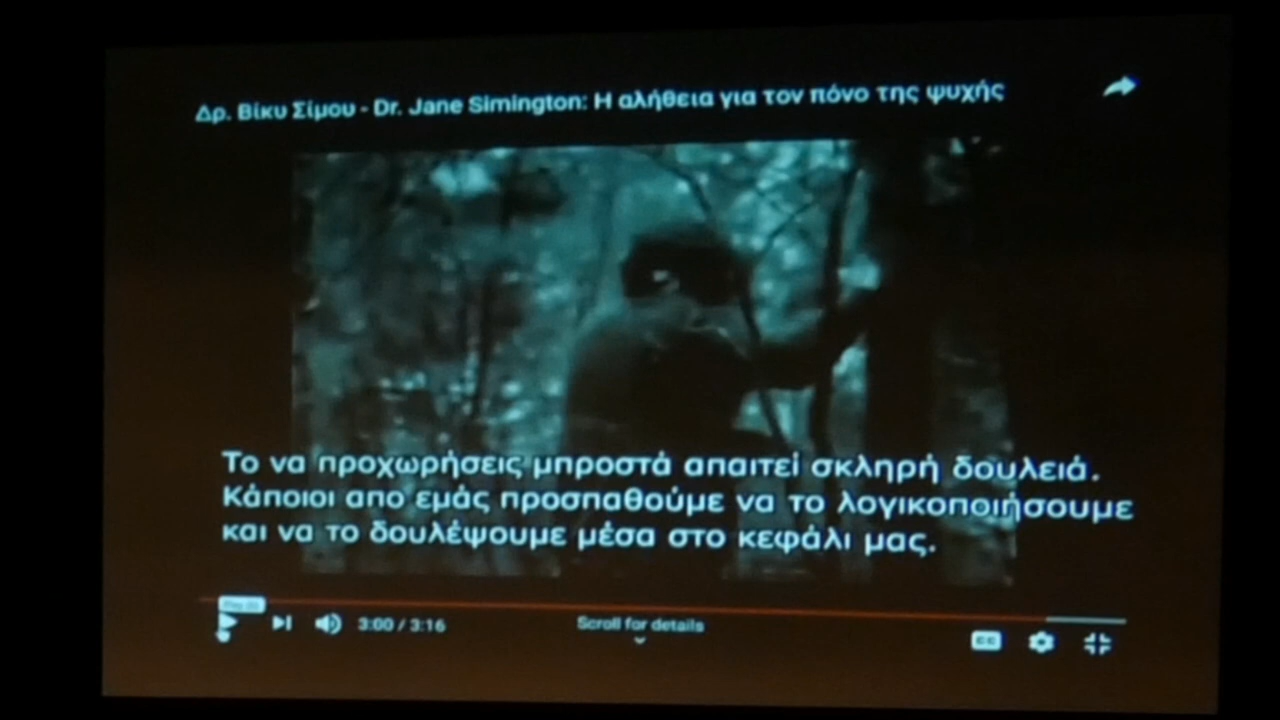 Δρ. Βίκυ Σίμου - Dr. Jane Simington: Η αλήθεια για τον πόνο της ψυχής
Το να προχωρήσεις μπροστά απαιτεί σκληρή δουλειά.
Κάποιοι απο εμάς προσπαθούμε να το λογικοποιήσουμε
και να το δουλέψουμε μέσα στο κεφάλι μας.
3:00 / 3:16
Scroll for details
CC